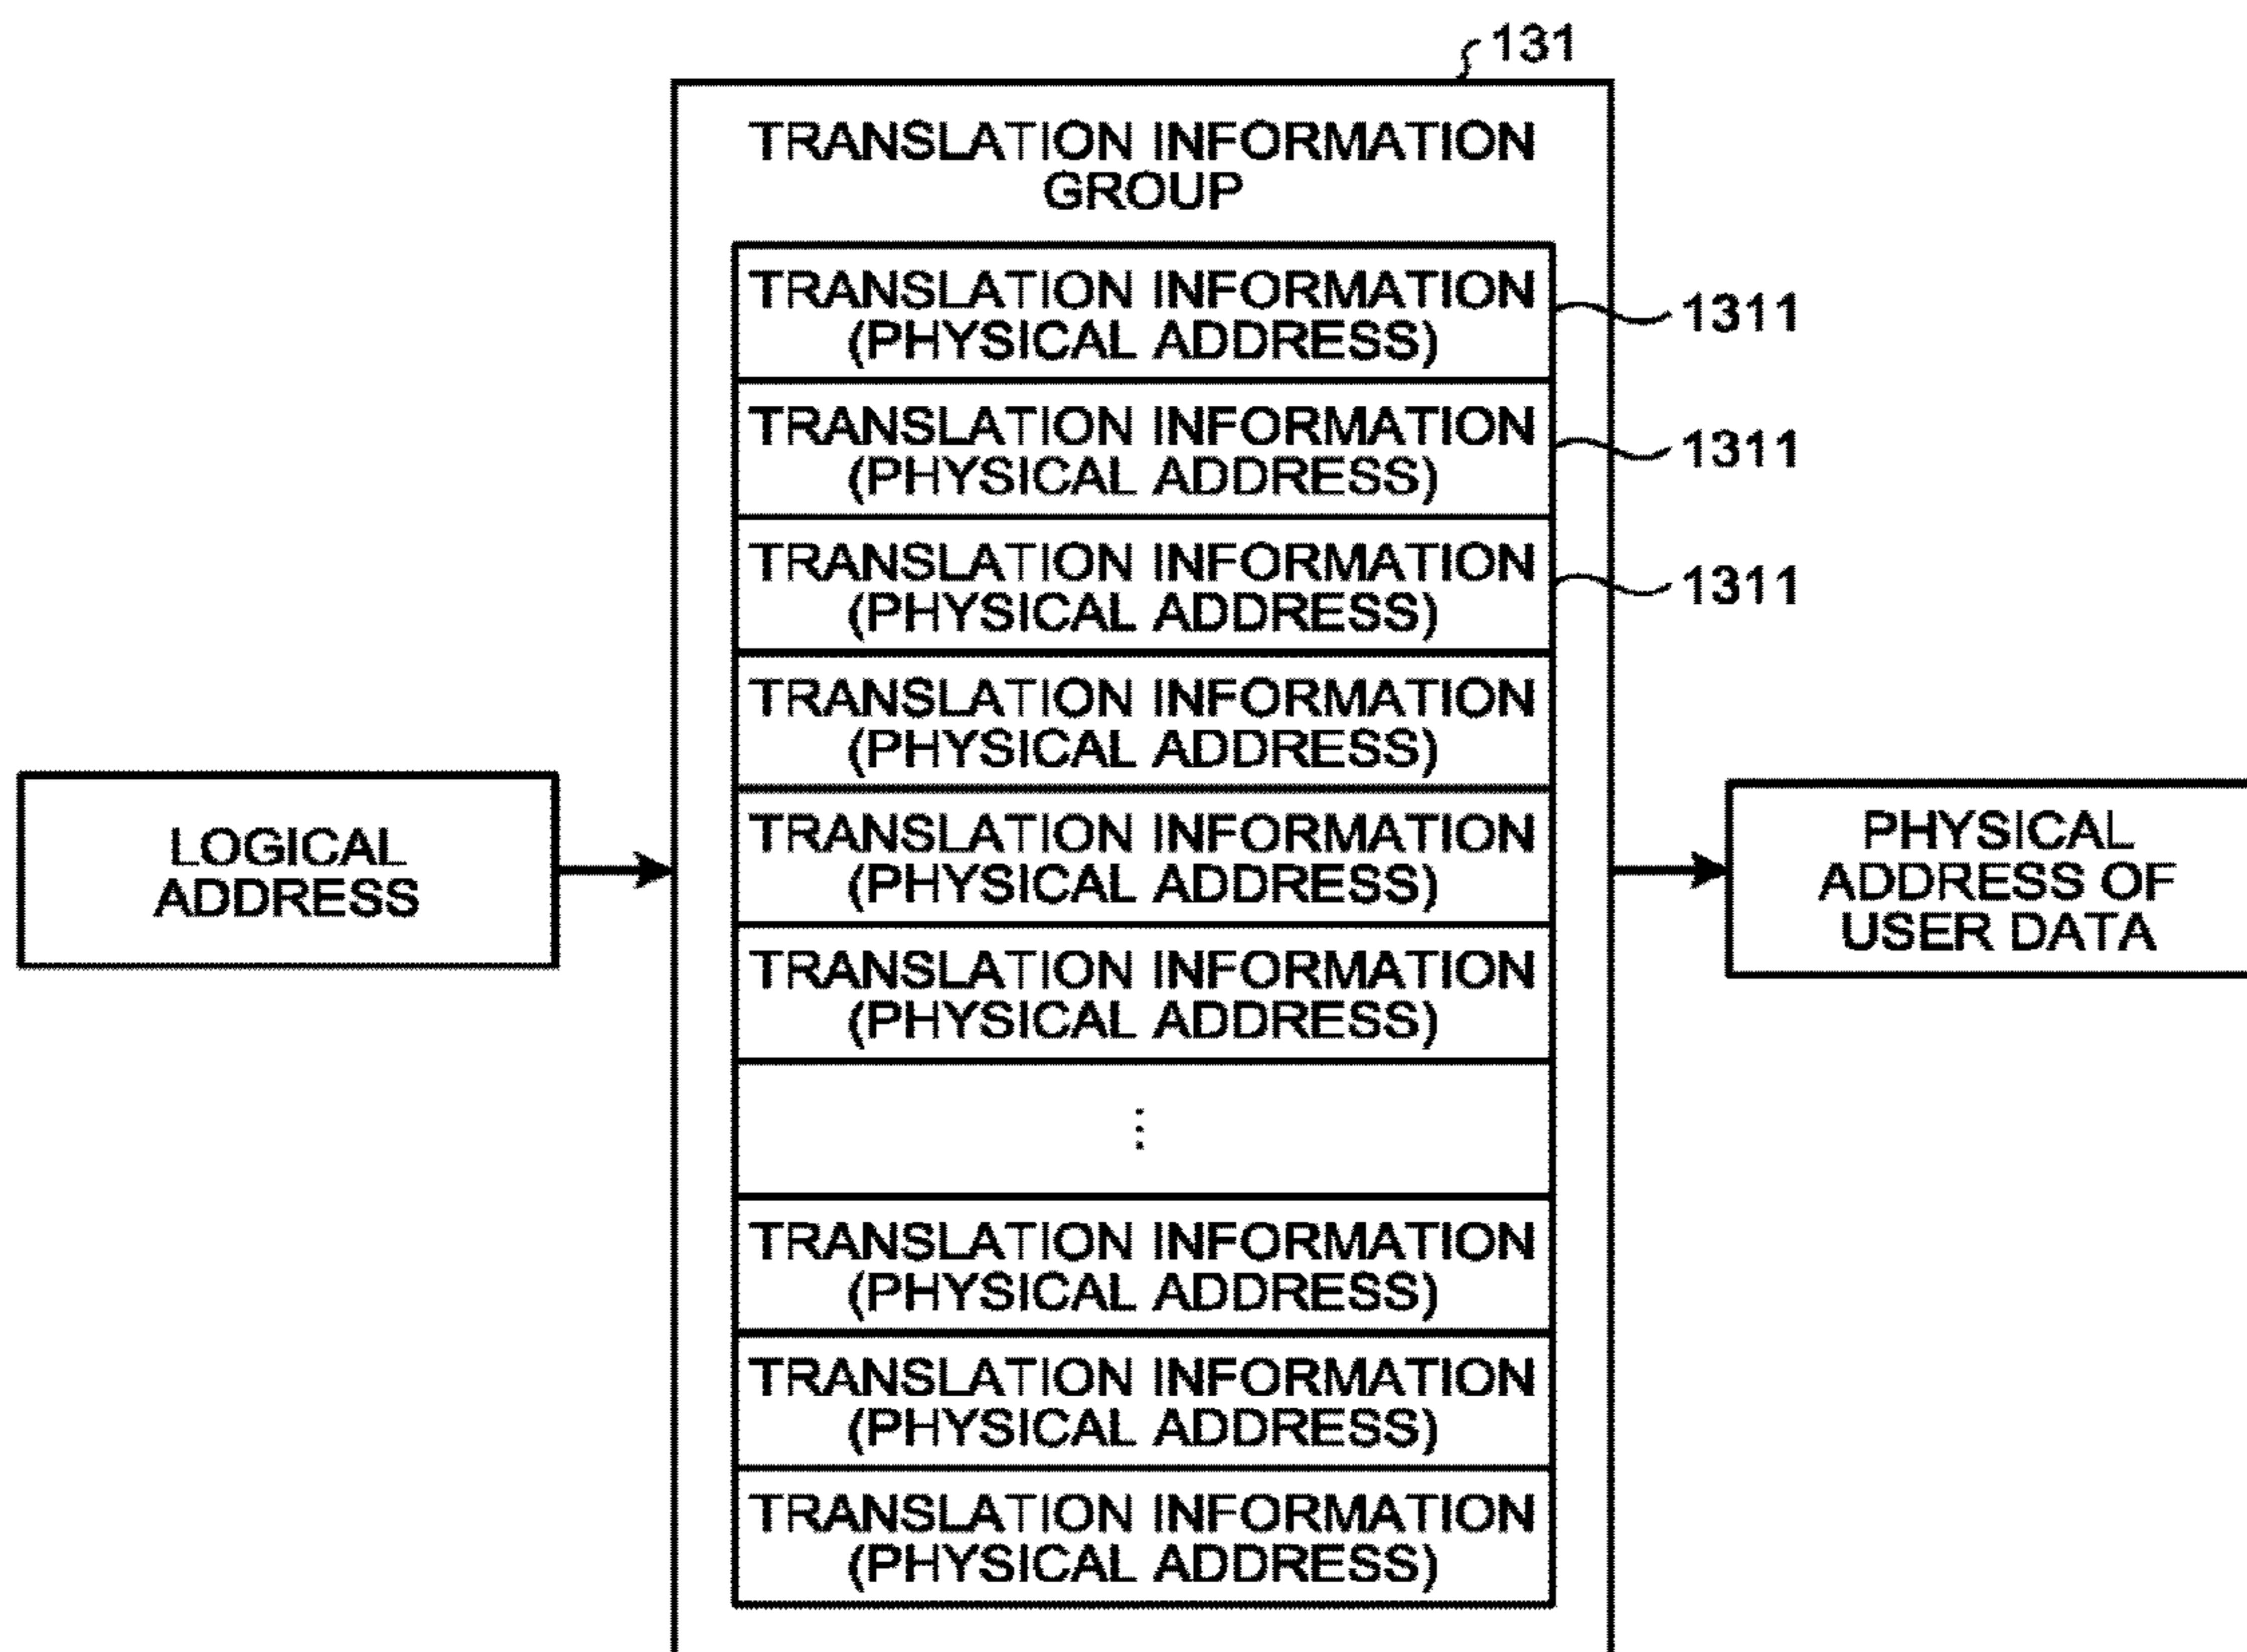 131
TRANSLATION INFORMATION
GROUP
TRANSLATION INFORMATION
(PHYSICAL ADDRESS)
1311
TRANSLATION INFORMATION
(PHYSICAL ADDRESS)
1311
TRANSLATION INFORMATION
(PHYSICAL ADDRESS)
1311
TRANSLATION INFORMATION
(PHYSICAL ADDRESS)
LOGICAL
ADDRESS
TRANSLATION INFORMATION
(PHYSICAL ADDRESS)
PHYSICAL
ADDRESS OF
USER DATA
TRANSLATION INFORMATION
(PHYSICAL ADDRESS)
⋮
TRANSLATION INFORMATION
(PHYSICAL ADDRESS)
TRANSLATION INFORMATION
(PHYSICAL ADDRESS)
TRANSLATION INFORMATION
(PHYSICAL ADDRESS)